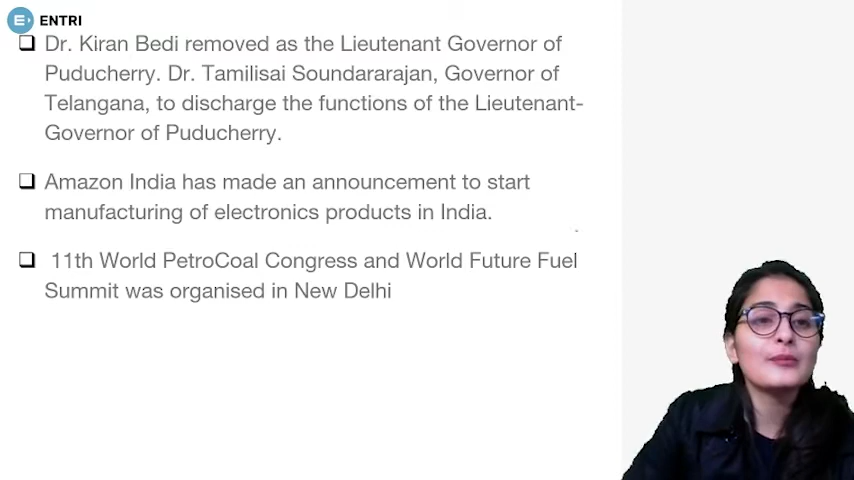 ENTRI
❑ Dr. Kiran Bedi removed as the Lieutenant Governor of
Puducherry. Dr. Tamilisai Soundararajan, Governor of
Telangana, to discharge the functions of the Lieutenant-
Governor of Puducherry.
❑ Amazon India has made an announcement to start
manufacturing of electronics products in India.
❑ 11th World PetroCoal Congress and World Future Fuel
Summit was organised in New Delhi